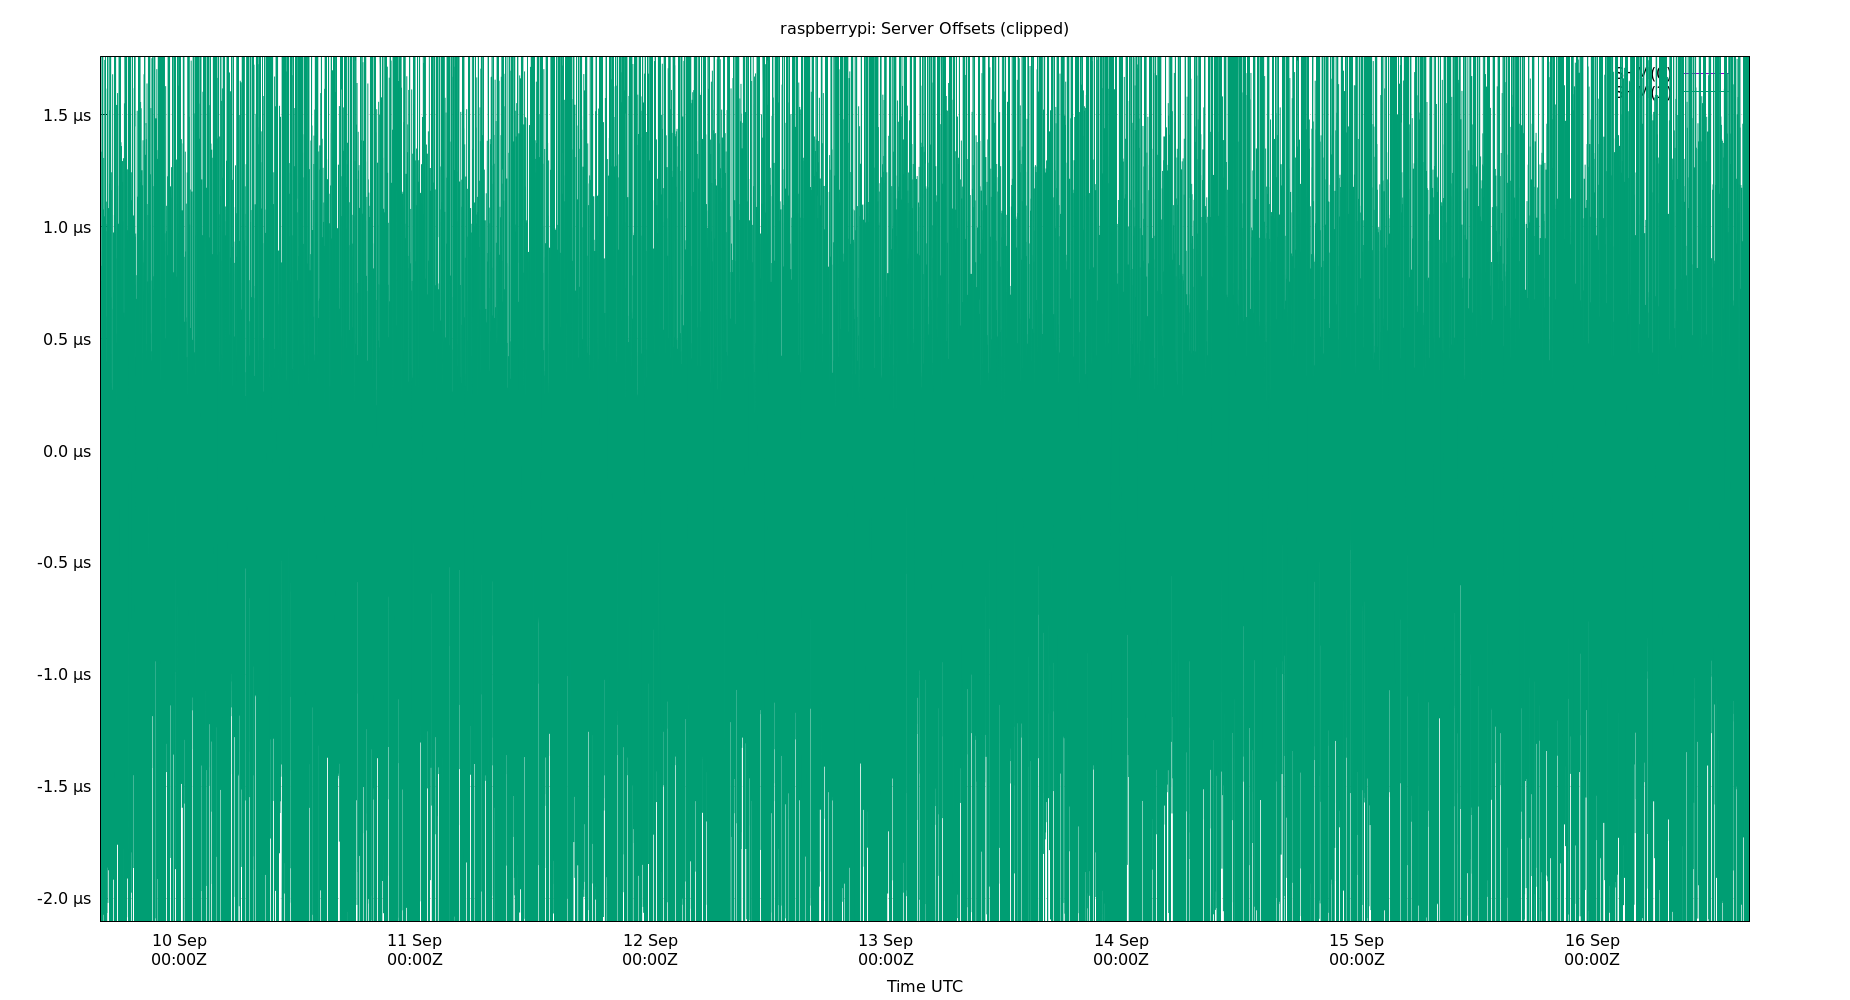 raspberrypi: Server Offsets (clipped)
1.5 µs
1.0 µs
0.5 µs
0.0 µs
-0.5 µs
-1.0 µs
-1.5 µs
-2.0 µs
10 Sep
00:00Z
11 Sep
00:00Z
12 Sep
00:00Z
13 Sep
00:00Z
14 Sep
00:00Z
15 Sep
00:00Z
16 Sep
00:00Z
Time UTC